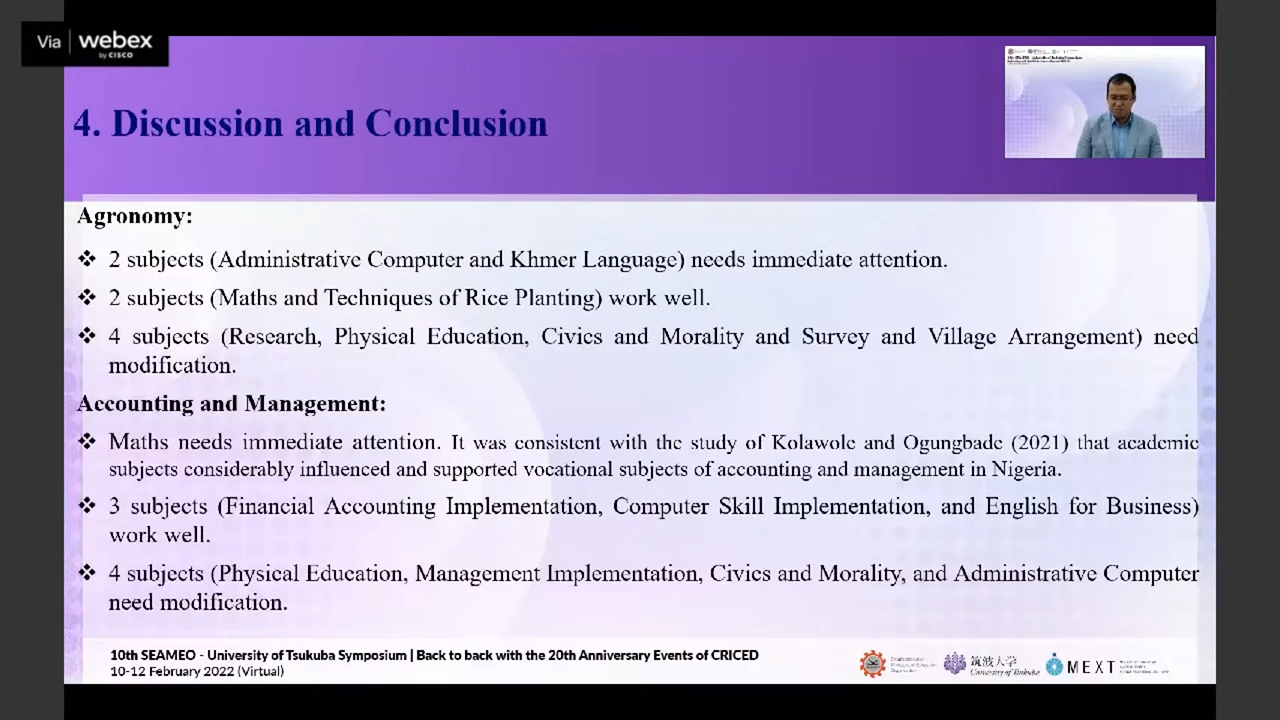 Via webex
by CISCO
4. Discussion and Conclusion
Agronomy:
❖ 2 subjects (Administrative Computer and Khmer Language) needs immediate attention.
❖ 2 subjects (Maths and Techniques of Rice Planting) work well.
❖ 4 subjects (Research, Physical Education, Civics and Morality and Survey and Village Arrangement) need
modification.
Accounting and Management:
❖ Maths needs immediate attention. It was consistent with the study of Kolawole and Ogungbade (2021) that academic
subjects considerably influenced and supported vocational subjects of accounting and management in Nigeria.
❖ 3 subjects (Financial Accounting Implementation, Computer Skill Implementation, and English for Business)
work well.
❖ 4 subjects (Physical Education, Management Implementation, Civics and Morality, and Administrative Computer
need modification.
10th SEAMEO - University of Tsukuba Symposium | Back to back with the 20th Anniversary Events of CRICED
10-12 February 2022 (Virtual)
筑波大学
University of Tsukuba
MEXT